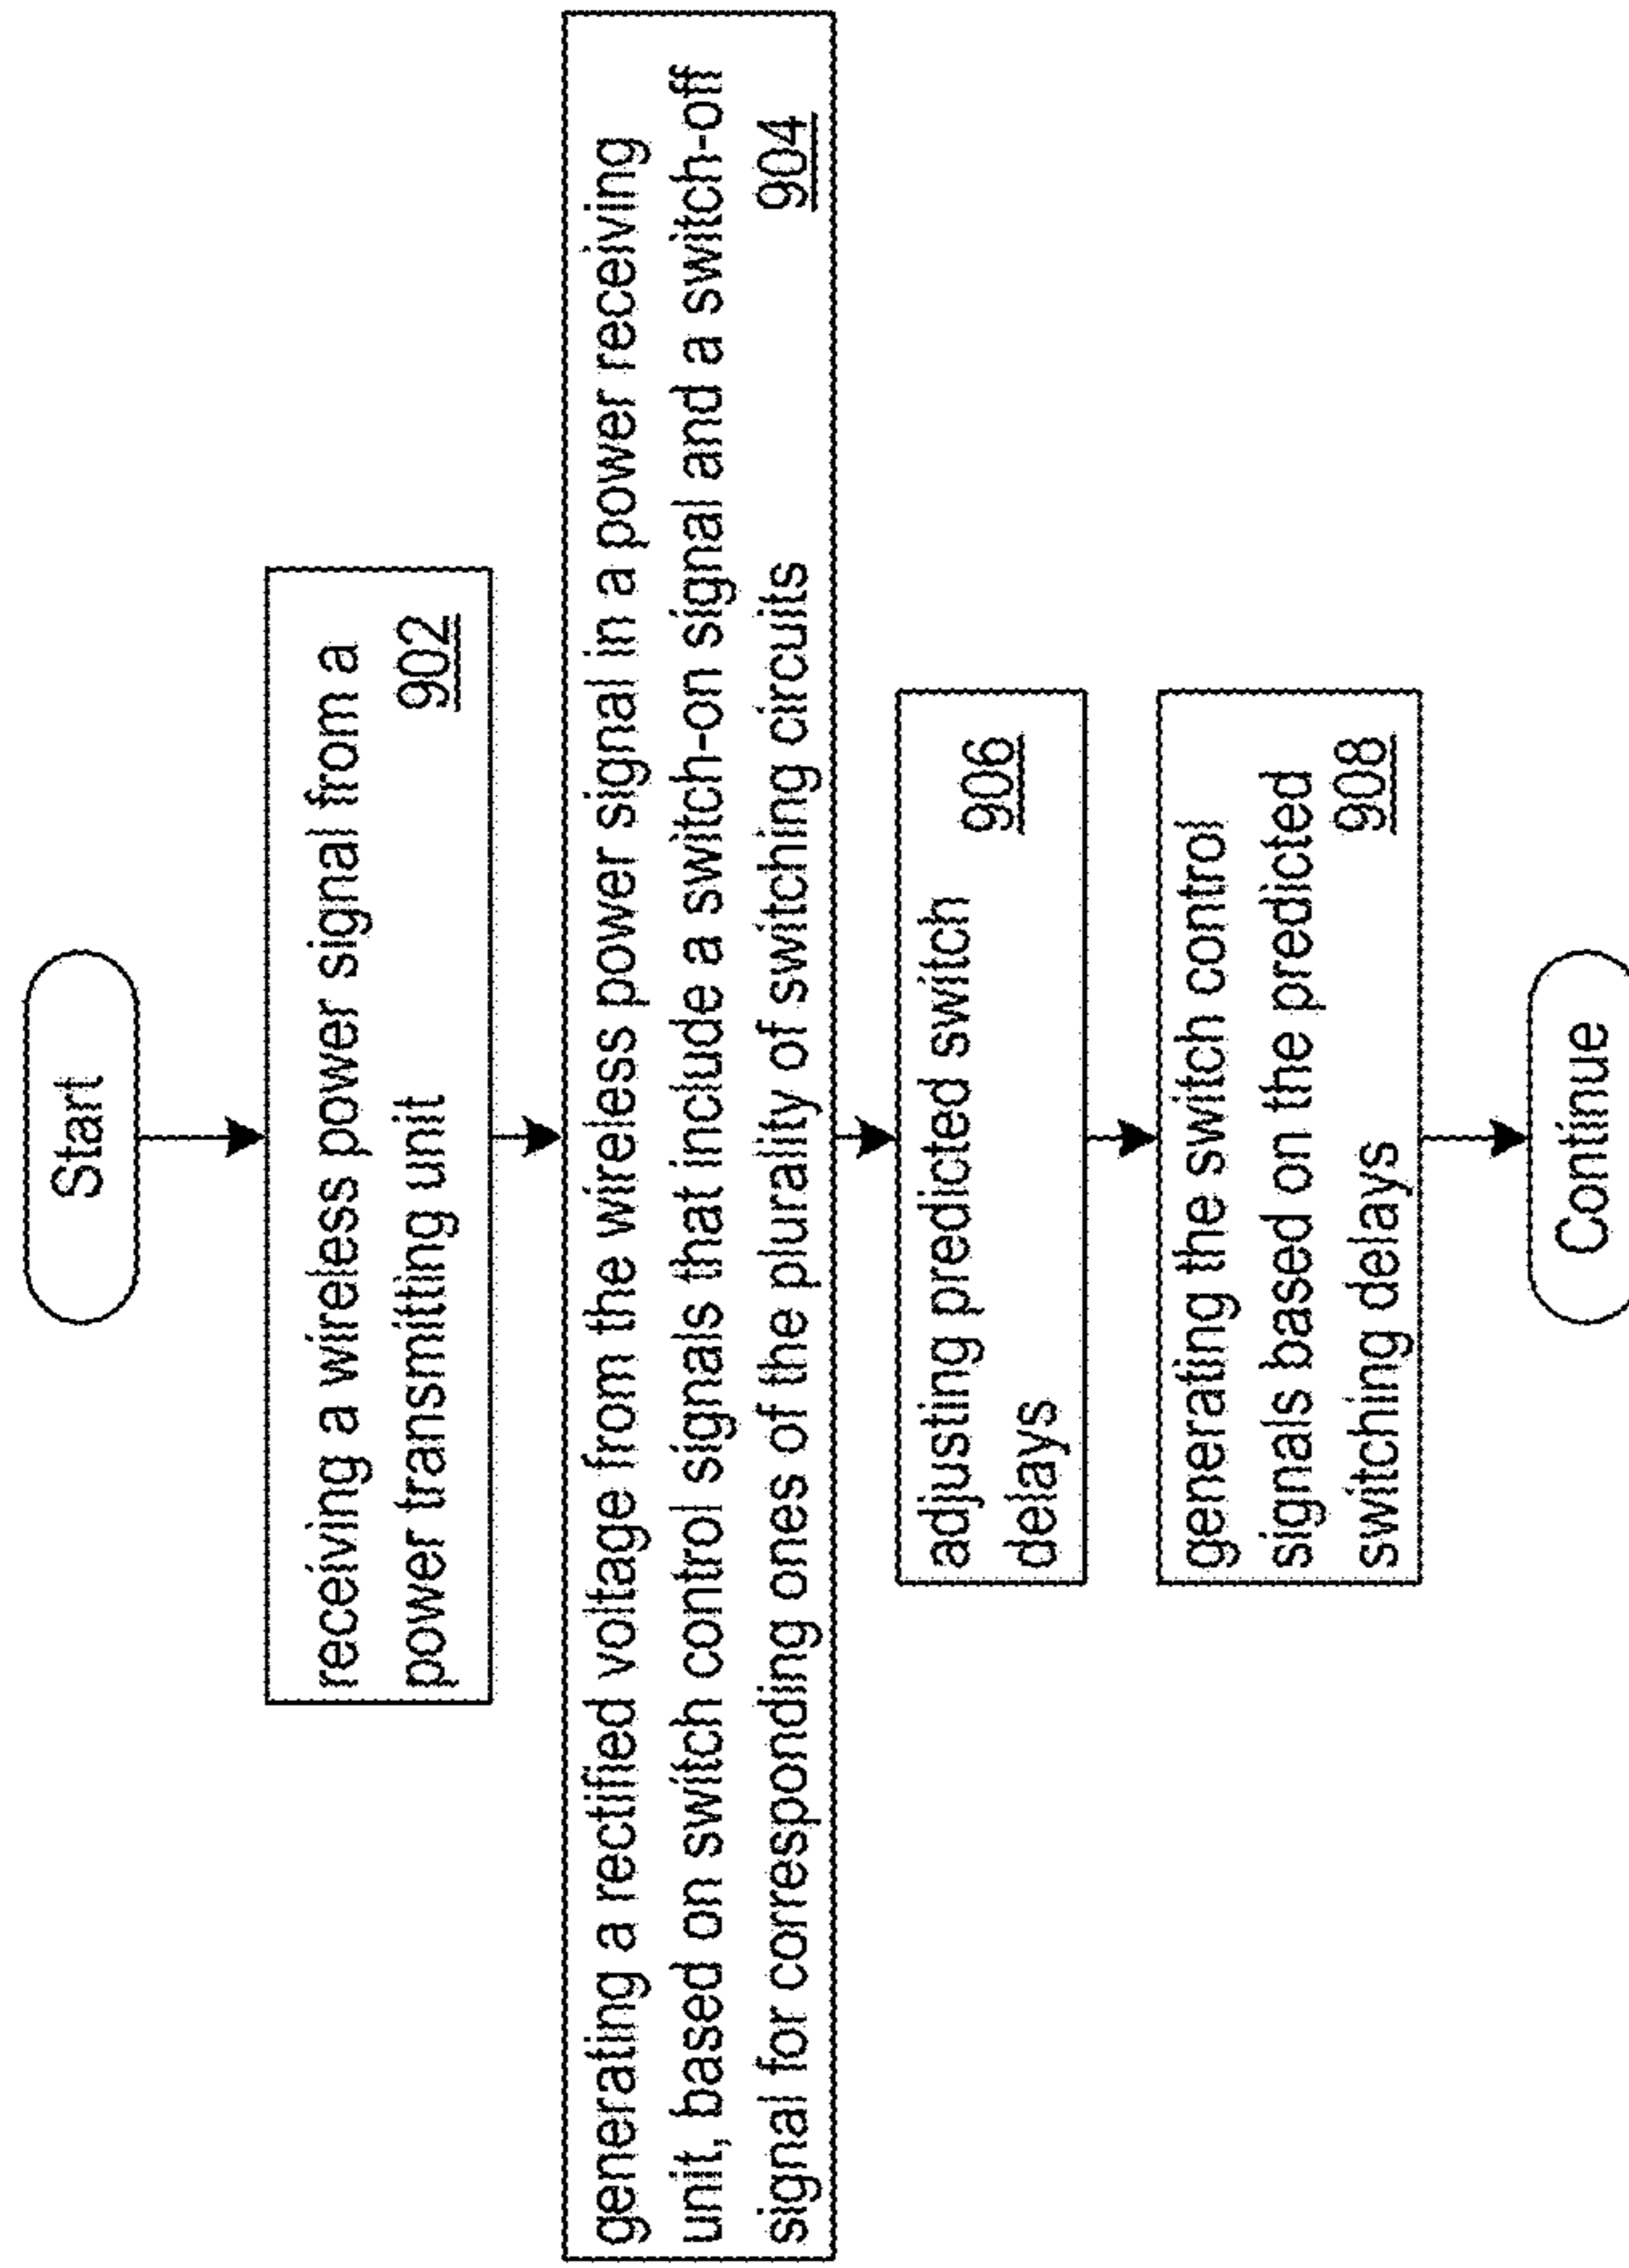 Start
receiving a wireless power signal from a
power transmitting unit 902
generating a rectified voltage from the wireless power signal in a power receiving
unit, based on switch control signals that include a switch-on signal and a switch-off
signal for corresponding ones of the plurality of switching circuits 904
adjusting predicted switch
delays 906
generating the switch control
signals based on the predicted
switching delays 908
Continue